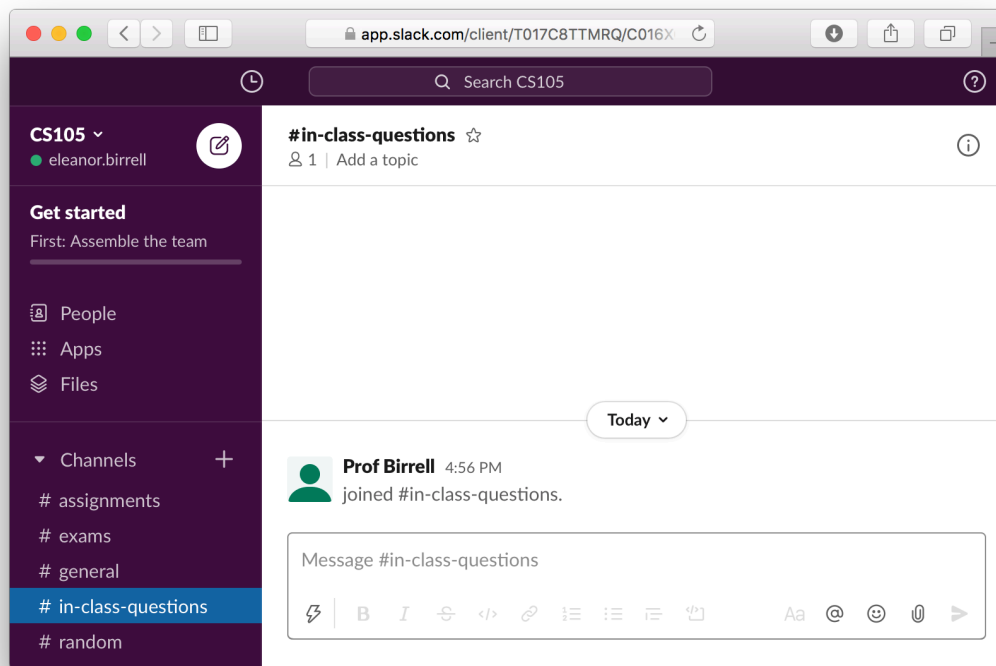 app.slack.com/client/T017C8TTMRQ/C016X
Search CS105
CS105
eleanor.birrell
Get started
First: Assemble the team
People
Apps
Files
Channels
# assignments
# exams
# general
# in-class-questions
# random
#in-class-questions
1 | Add a topic
Today
Prof Birrell 4:56 PM
joined #in-class-questions.
Message #in-class-questions
B I S </> Aa @